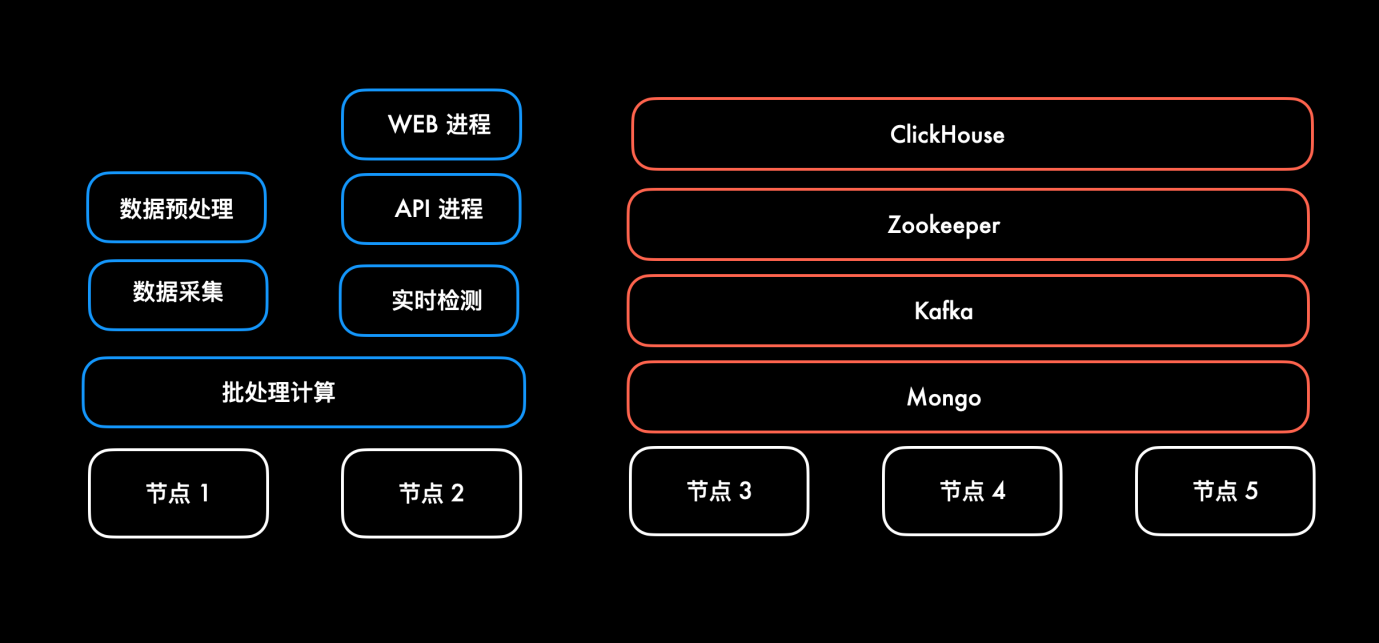 WEB 进程
ClickHouse
数据预处理
API 进程
Zookeeper
数据采集
实时检测
Kafka
批处理计算
Mongo
节点 1
节点 2
节点 3
节点 4
节点 5